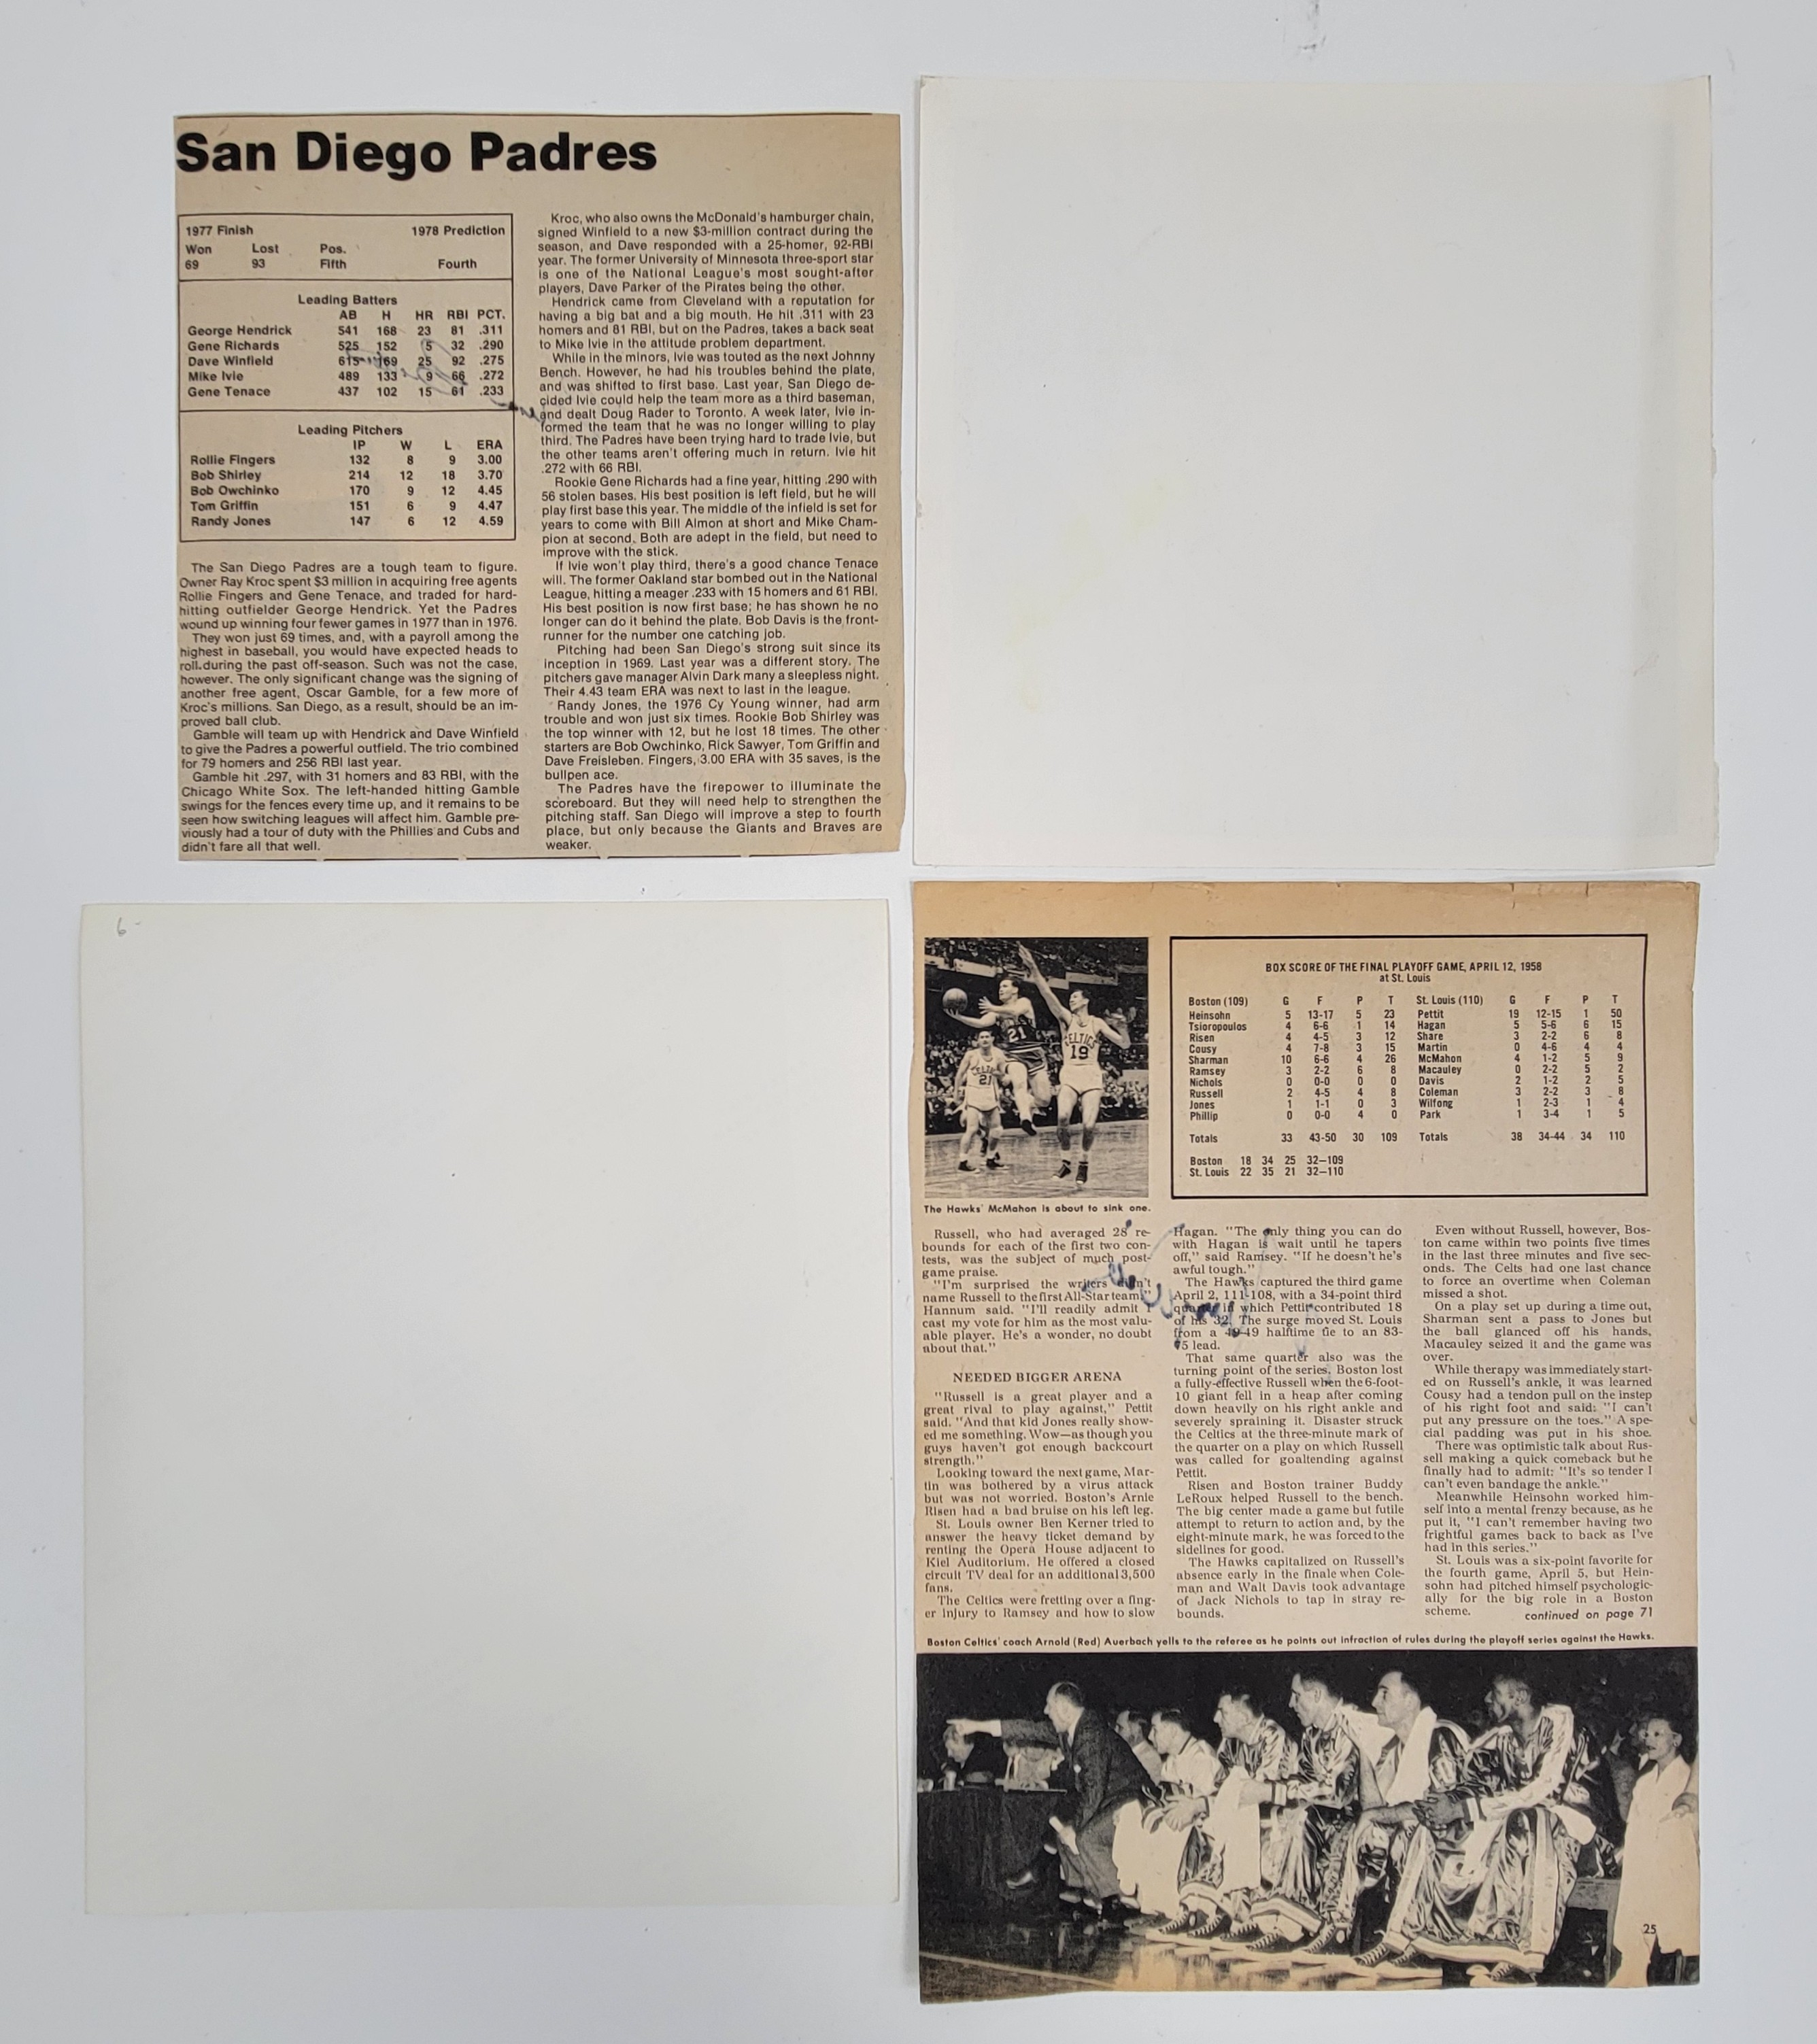 San Diego Padres
1977 Finish 1978 Prediction
Won Lost Pos.
69 93 Fifth Fourth
Leading Batters
AB H HR RBI PCT.
George Hendrick 541 168 23 81 .311
Gene Richards 525 152 5 32 .290
Dave Winfield 615 169 25 92 .275
Mike Ivie 489 133 9 66 .272
Gene Tenace 437 102 15 61 .233
Leading Pitchers
IP W L ERA
Rollie Fingers 132 8 9 3.00
Bob Shirley 214 12 18 3.70
Bob Owchinko 170 9 12 4.45
Tom Griffin 151 6 9 4.47
Randy Jones 147 6 12 4.59
The San Diego Padres are a tough team to figure.
Owner Ray Kroc spent $3 million in acquiring free agents
Rollie Fingers and Gene Tenace, and traded for hard-
hitting outfielder George Hendrick. Yet the Padres
wound up winning four fewer games in 1977 than in 1976.
They won just 69 times, and, with a payroll among the
highest in baseball, you would have expected heads to
roll during the past off-season. Such was not the case,
however. The only significant change was the signing of
another free agent, Oscar Gamble, for a few more of
Kroc's millions. San Diego, as a result, should be an im-
proved ball club.
Gamble will team up with Hendrick and Dave Winfield
to give the Padres a powerful outfield. The trio combined
for 79 homers and 256 RBI last year.
Gamble hit .297, with 31 homers and 83 RBI, with the
Chicago White Sox. The left-handed hitting Gamble
swings for the fences every time up, and it remains to be
seen how switching leagues will affect him. Gamble pre-
viously had a tour of duty with the Phillies and Cubs and
didn't fare all that well.
Kroc, who also owns the McDonald's hamburger chain,
signed Winfield to a new $3-million contract during the
season, and Dave responded with a 25-homer, 92-RBI
year. The former University of Minnesota three-sport star
is one of the National League's most sought-after
players, Dave Parker of the Pirates being the other.
Hendrick came from Cleveland with a reputation for
having a big bat and a big mouth. He hit .311 with 23
homers and 81 RBI, but on the Padres, takes a back seat
to Mike Ivie in the attitude problem department.
While in the minors, Ivie was touted as the next Johnny
Bench. However, he had his troubles behind the plate,
and was shifted to first base. Last year, San Diego de-
cided Ivie could help the team more as a third baseman,
and dealt Doug Rader to Toronto. A week later, Ivie in-
formed the team that he was no longer willing to play
third. The Padres have been trying hard to trade Ivie, but
the other teams aren't offering much in return. Ivie hit
.272 with 66 RBI.
Rookie Gene Richards had a fine year, hitting .290 with
56 stolen bases. His best position is left field, but he will
play first base this year. The middle of the infield is set for
years to come with Bill Almon at short and Mike Cham-
pion at second. Both are adept in the field, but need to
improve with the stick.
If Ivie won't play third, there's a good chance Tenace
will. The former Oakland star bombed out in the National
League, hitting a meager .233 with 15 homers and 61 RBI.
His best position is now first base; he has shown he no
longer can do it behind the plate. Bob Davis is the front-
runner for the number one catching job.
Pitching had been San Diego's strong suit since its
inception in 1969. Last year was a different story. The
pitchers gave manager Alvin Dark many a sleepless night.
Their 4.43 team ERA was next to last in the league.
Randy Jones, the 1976 Cy Young winner, had arm
trouble and won just six times. Rookie Bob Shirley was
the top winner with 12, but he lost 18 times. The other
starters are Bob Owchinko, Rick Sawyer, Tom Griffin and
Dave Freisleben. Fingers, 3.00 ERA with 35 saves, is the
bullpen ace.
The Padres have the firepower to illuminate the
scoreboard. But they will need help to strengthen the
pitching staff. San Diego will improve a step to fourth
place, but only because the Giants and Braves are
weaker.
6-
21
CELTICS
19
21
BOX SCORE OF THE FINAL PLAYOFF GAME, APRIL 12, 1958
at St. Louis
Boston (109) G F P T St. Louis (110) G F P T
Heinsohn 5 13-17 5 23 Pettit 19 12-15 1 50
Tsioropoulos 4 6-6 1 14 Hagan 5 5-6 6 15
Risen 4 4-5 3 12 Share 3 2-2 6 8
Cousy 4 7-8 3 15 Martin 0 4-6 4 4
Sharman 10 6-6 4 26 McMahon 4 1-2 5 9
Ramsey 3 2-2 6 8 Macauley 0 2-2 5 2
Nichols 0 0-0 0 0 Davis 2 1-2 2 5
Russell 2 4-5 4 8 Coleman 3 2-2 3 8
Jones 1 1-1 0 3 Wilfong 1 2-3 1 4
Phillip 0 0-0 4 0 Park 1 3-4 1 5
Totals 33 43-50 30 109 Totals 38 34-44 34 110
Boston 18 34 25 32—109
St. Louis 22 35 21 32—110
The Hawks' McMahon is about to sink one.
Russell, who had averaged 28 re-
bounds for each of the first two con-
tests, was the subject of much post-
game praise.
"I'm surprised the writers didn't
name Russell to the first All-Star team,"
Hannum said. "I'll readily admit I
cast my vote for him as the most valu-
able player. He's a wonder, no doubt
about that."
NEEDED BIGGER ARENA
"Russell is a great player and a
great rival to play against," Pettit
said. "And that kid Jones really show-
ed me something. Wow—as though you
guys haven't got enough backcourt
strength."
Looking toward the next game, Mar-
tin was bothered by a virus attack
but was not worried. Boston's Arnie
Risen had a bad bruise on his left leg.
St. Louis owner Ben Kerner tried to
answer the heavy ticket demand by
renting the Opera House adjacent to
Kiel Auditorium. He offered a closed
circuit TV deal for an additional 3,500
fans.
The Celtics were fretting over a fing-
er injury to Ramsey and how to slow
Hagan. "The only thing you can do
with Hagan is wait until he tapers
off," said Ramsey. "If he doesn't he's
awful tough."
The Hawks captured the third game
April 2, 111-108, with a 34-point third
quarter in which Pettit contributed 18
of his 32. The surge moved St. Louis
from a 49-49 halftime tie to an 83-
75 lead.
That same quarter also was the
turning point of the series. Boston lost
a fully-effective Russell when the 6-foot-
10 giant fell in a heap after coming
down heavily on his right ankle and
severely spraining it. Disaster struck
the Celtics at the three-minute mark of
the quarter on a play on which Russell
was called for goaltending against
Pettit.
Risen and Boston trainer Buddy
LeRoux helped Russell to the bench.
The big center made a game but futile
attempt to return to action and, by the
eight-minute mark, he was forced to the
sidelines for good.
The Hawks capitalized on Russell's
absence early in the finale when Cole-
man and Walt Davis took advantage
of Jack Nichols to tap in stray re-
bounds.
Even without Russell, however, Bos-
ton came within two points five times
in the last three minutes and five sec-
onds. The Celts had one last chance
to force an overtime when Coleman
missed a shot.
On a play set up during a time out,
Sharman sent a pass to Jones but
the ball glanced off his hands,
Macauley seized it and the game was
over.
While therapy was immediately start-
ed on Russell's ankle, it was learned
Cousy had a tendon pull on the instep
of his right foot and said: "I can't
put any pressure on the toes." A spe-
cial padding was put in his shoe.
There was optimistic talk about Rus-
sell making a quick comeback but he
finally had to admit: "It's so tender I
can't even bandage the ankle."
Meanwhile Heinsohn worked him-
self into a mental frenzy because, as he
put it, "I can't remember having two
frightful games back to back as I've
had in this series."
St. Louis was a six-point favorite for
the fourth game, April 5, but Hein-
sohn had pitched himself psychologic-
ally for the big role in a Boston
scheme.
continued on page 71
Boston Celtics' coach Arnold (Red) Auerbach yells to the referee as he points out infraction of rules during the playoff series against the Hawks.
25